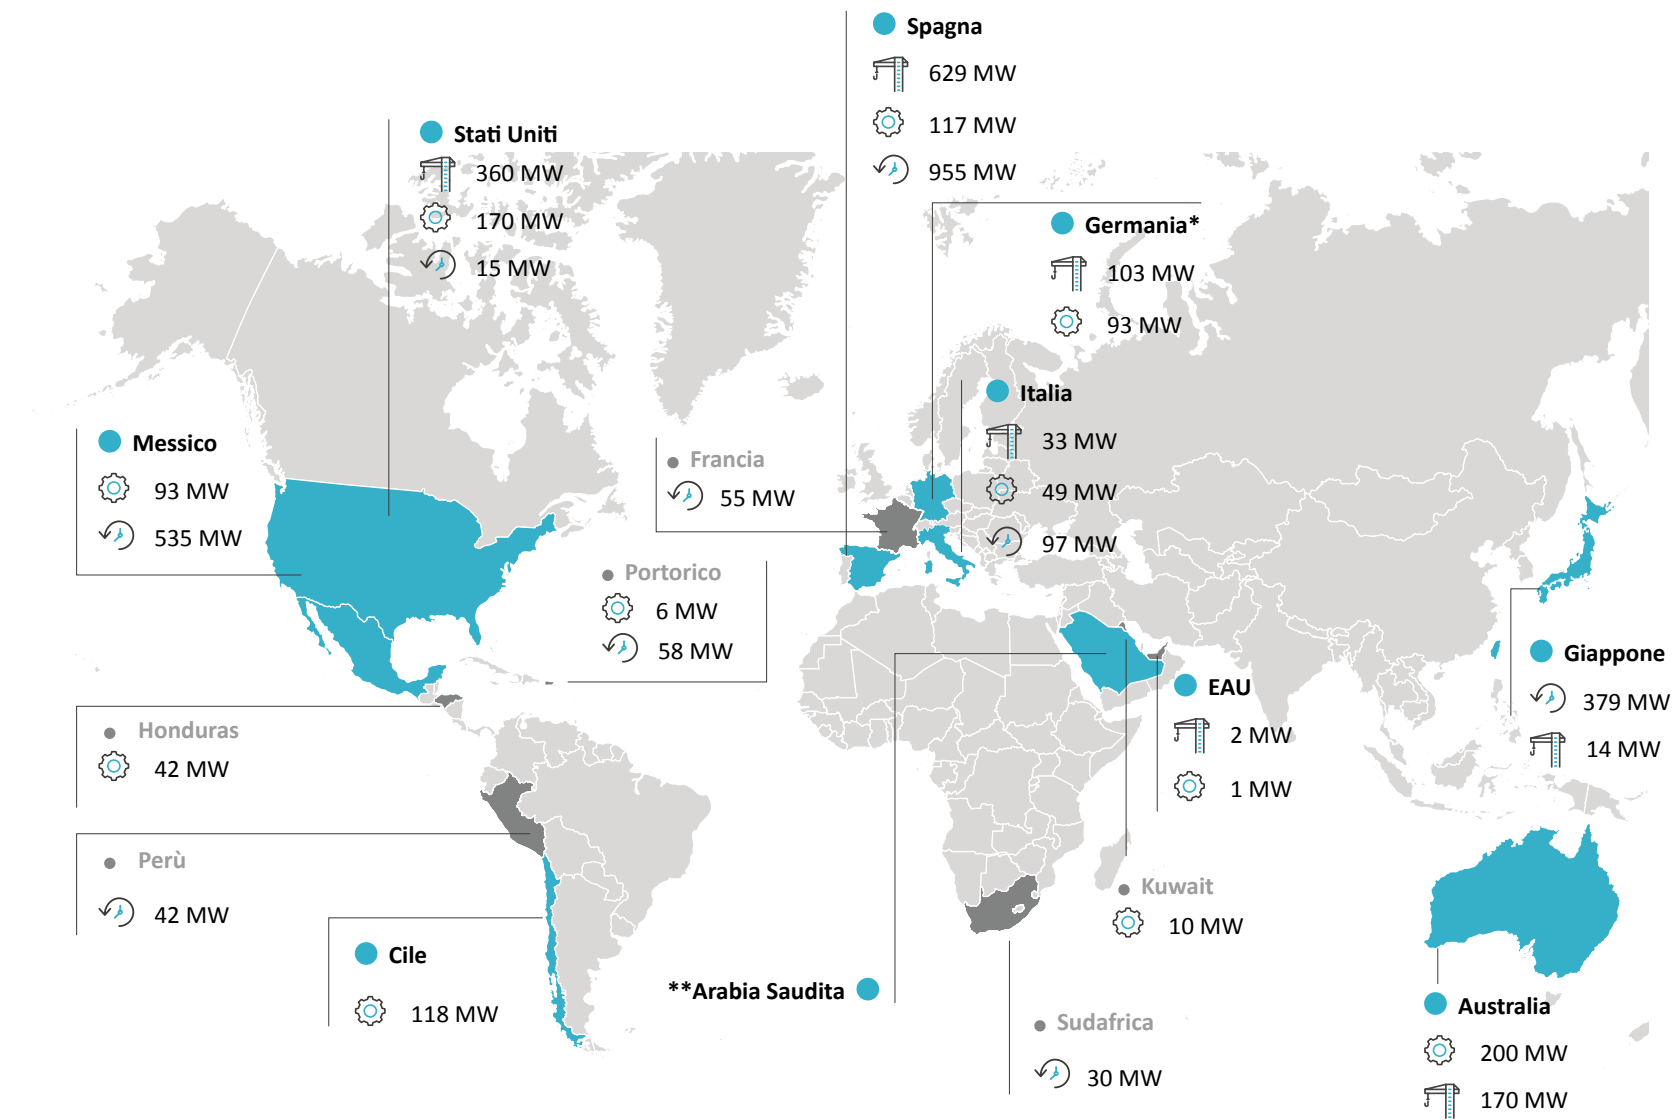 Spagna
629 MW
117 MW
955 MW
Stati Uniti
360 MW
170 MW
15 MW
Germania*
103 MW
93 MW
Italia
33 MW
49 MW
97 MW
Messico
93 MW
535 MW
Francia
55 MW
Portorico
6 MW
58 MW
Giappone
379 MW
14 MW
EAU
2 MW
1 MW
Honduras
42 MW
Perù
42 MW
Kuwait
10 MW
Cile
118 MW
**Arabia Saudita
Sudafrica
30 MW
Australia
200 MW
170 MW